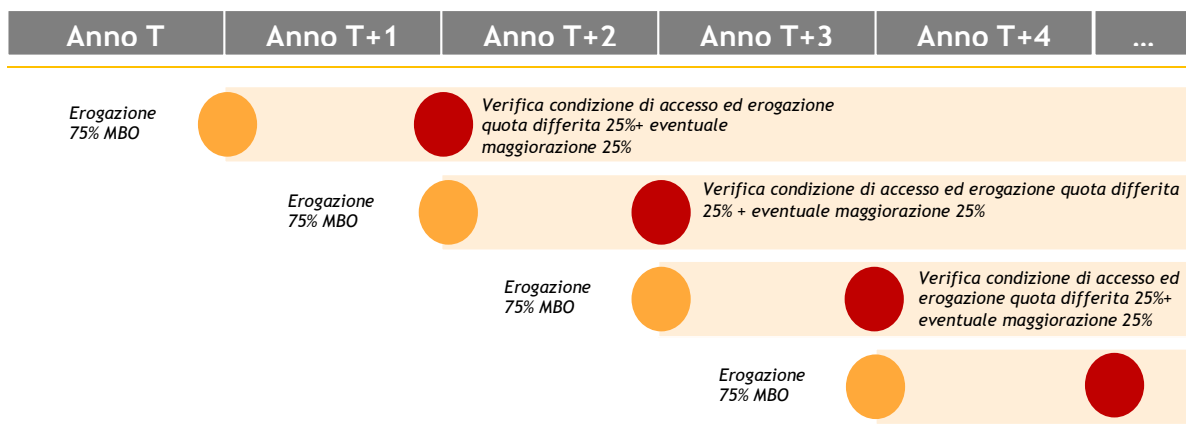 Anno T
Anno T+1
Anno T+2
Anno T+3
Anno T+4
…
Erogazione
75% MBO
Verifica condizione di accesso ed erogazione
quota differita 25%+ eventuale
maggiorazione 25%
Erogazione
75% MBO
Verifica condizione di accesso ed erogazione quota differita
25% + eventuale maggiorazione 25%
Erogazione
75% MBO
Verifica condizione di accesso ed
erogazione quota differita 25%+
eventuale maggiorazione 25%
Erogazione
75% MBO